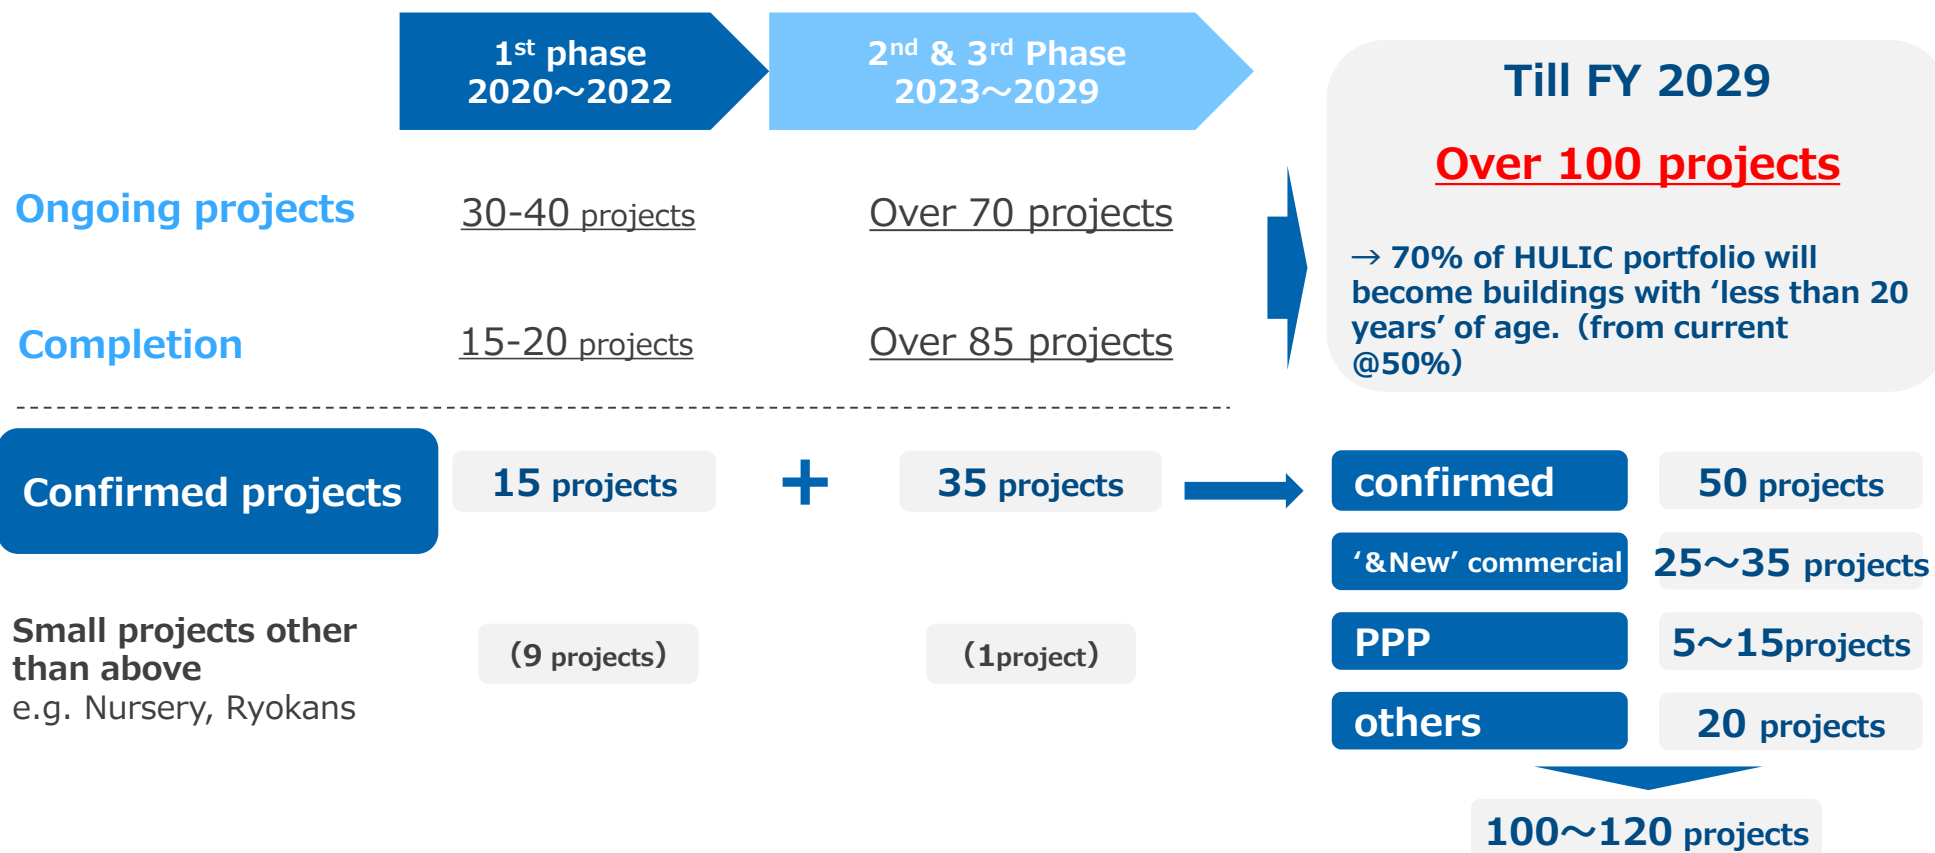 1st phase
2020～2022
2nd & 3rd Phase
2023～2029
Ongoing projects
30-40 projects
Over 70 projects
Completion
15-20 projects
Over 85 projects
Till FY 2029
Over 100 projects
→ 70% of HULIC portfolio will
become buildings with ‘less than 20
years’ of age.（from current
@50%）
Confirmed projects
15 projects
+
35 projects
Small projects other
than above
e.g. Nursery, Ryokans
（9 projects）
（1project）
confirmed
50 projects
‘&New’ commercial
25～35 projects
PPP
5～15projects
others
20 projects
100～120 projects